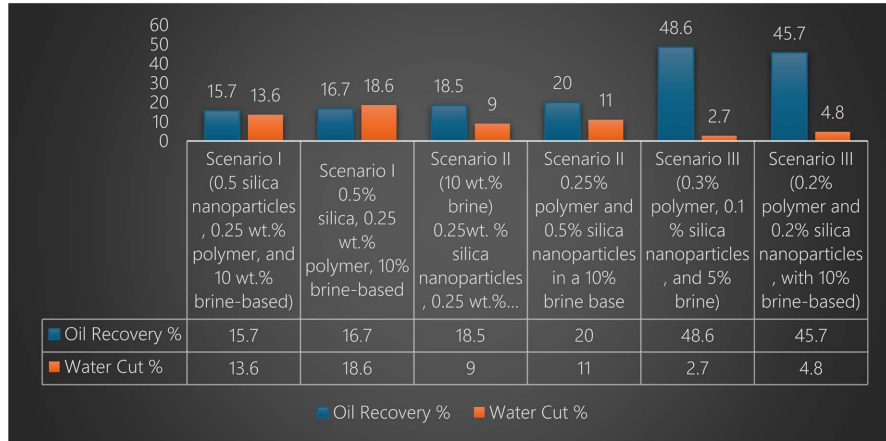 60
50
40
30
20
10
0
15.7
13.6
16.7
18.6
18.5
9
20
11
48.6
2.7
45.7
4.8
Scenario I
(0.5 silica
nanoparticles
, 0.25 wt.%
polymer, and
10 wt.%
brine-based)
Scenario I
0.5%
silica, 0.25
wt.%
polymer, 10%
brine-based
Scenario II
(10 wt.%
brine)
0.25wt. %
silica
nanoparticles
, 0.25 wt.%...
Scenario II
0.25%
polymer and
0.5% silica
nanoparticles
in a 10%
brine base
Scenario III
(0.3%
polymer, 0.1
% silica
nanoparticles
, and 5%
brine)
Scenario III
(0.2%
polymer and
0.2% silica
nanoparticles
, with 10%
brine-based)
Oil Recovery % 15.7 16.7 18.5 20 48.6 45.7
Water Cut % 13.6 18.6 9 11 2.7 4.8
Oil Recovery % Water Cut %